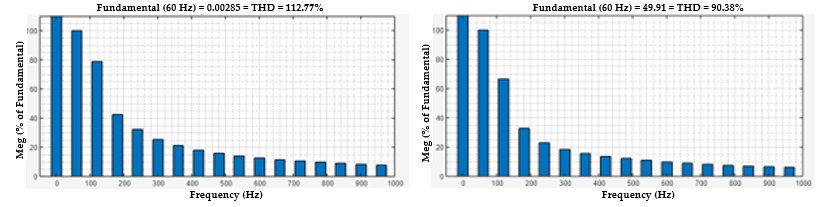 Fundamental (60 Hz) = 0.00285 = THD = 112.77%
Meg (% of Fundamental)
100
80
60
40
20
0
0 100 200 300 400 500 600 700 800 900 1000
Frequency (Hz)
Fundamental (60 Hz) = 49.91 = THD = 90.38%
Meg (% of Fundamental)
100
80
60
40
20
0
0 100 200 300 400 500 600 700 800 900 1000
Frequency (Hz)